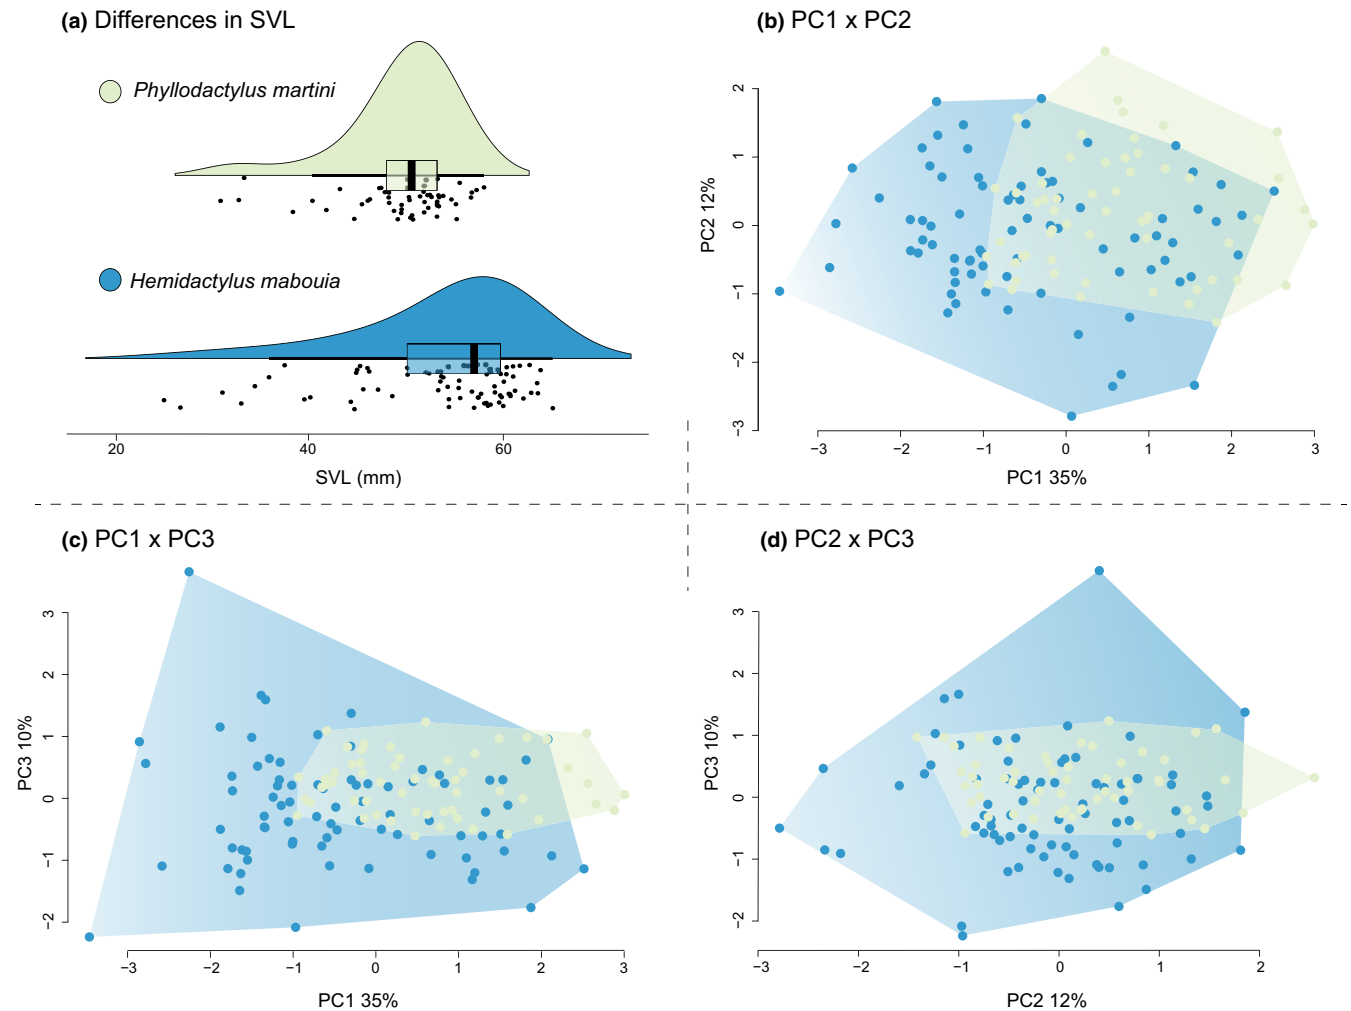 (a) Differences in SVL
Phyllodactylus martini
Hemidactylus mabouia
20 40 60
SVL (mm)
(b) PC1 x PC2
2
1
0
−1
−2
−3
PC2 12%
−3 −2 −1 0 1 2 3
PC1 35%
(c) PC1 x PC3
3
2
1
0
−1
−2
PC3 10%
−3 −2 −1 0 1 2 3
PC1 35%
(d) PC2 x PC3
3
2
1
0
−1
−2
PC3 10%
−3 −2 −1 0 1 2
PC2 12%